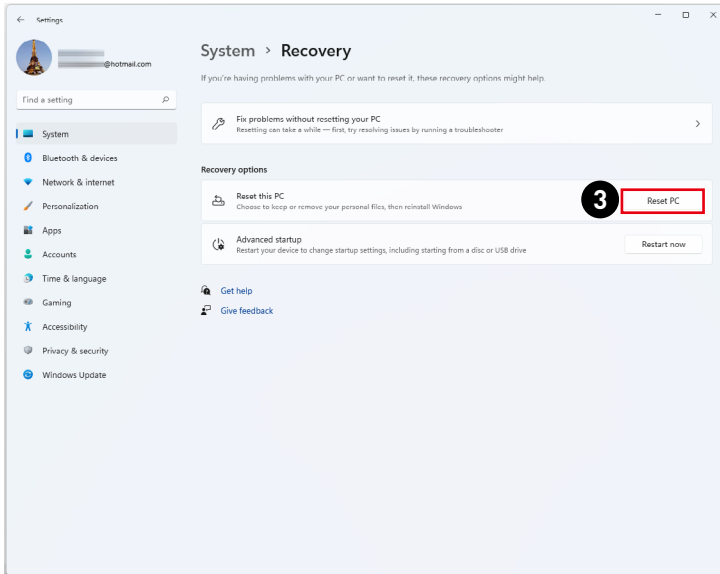 Settings
System > Recovery
@hotmail.com
If you're having problems with your PC or want to reset it, these recovery options might help.
Find a setting
Fix problems without resetting your PC
Resetting can take a while — first, try resolving issues by running a troubleshooter
System
Bluetooth & devices
Network & internet
Personalization
Apps
Accounts
Time & language
Gaming
Accessibility
Privacy & security
Windows Update
Recovery options
Reset this PC
Choose to keep or remove your personal files, then reinstall Windows
3
Reset PC
Advanced startup
Restart your device to change startup settings, including starting from a disc or USB drive
Restart now
Get help
Give feedback